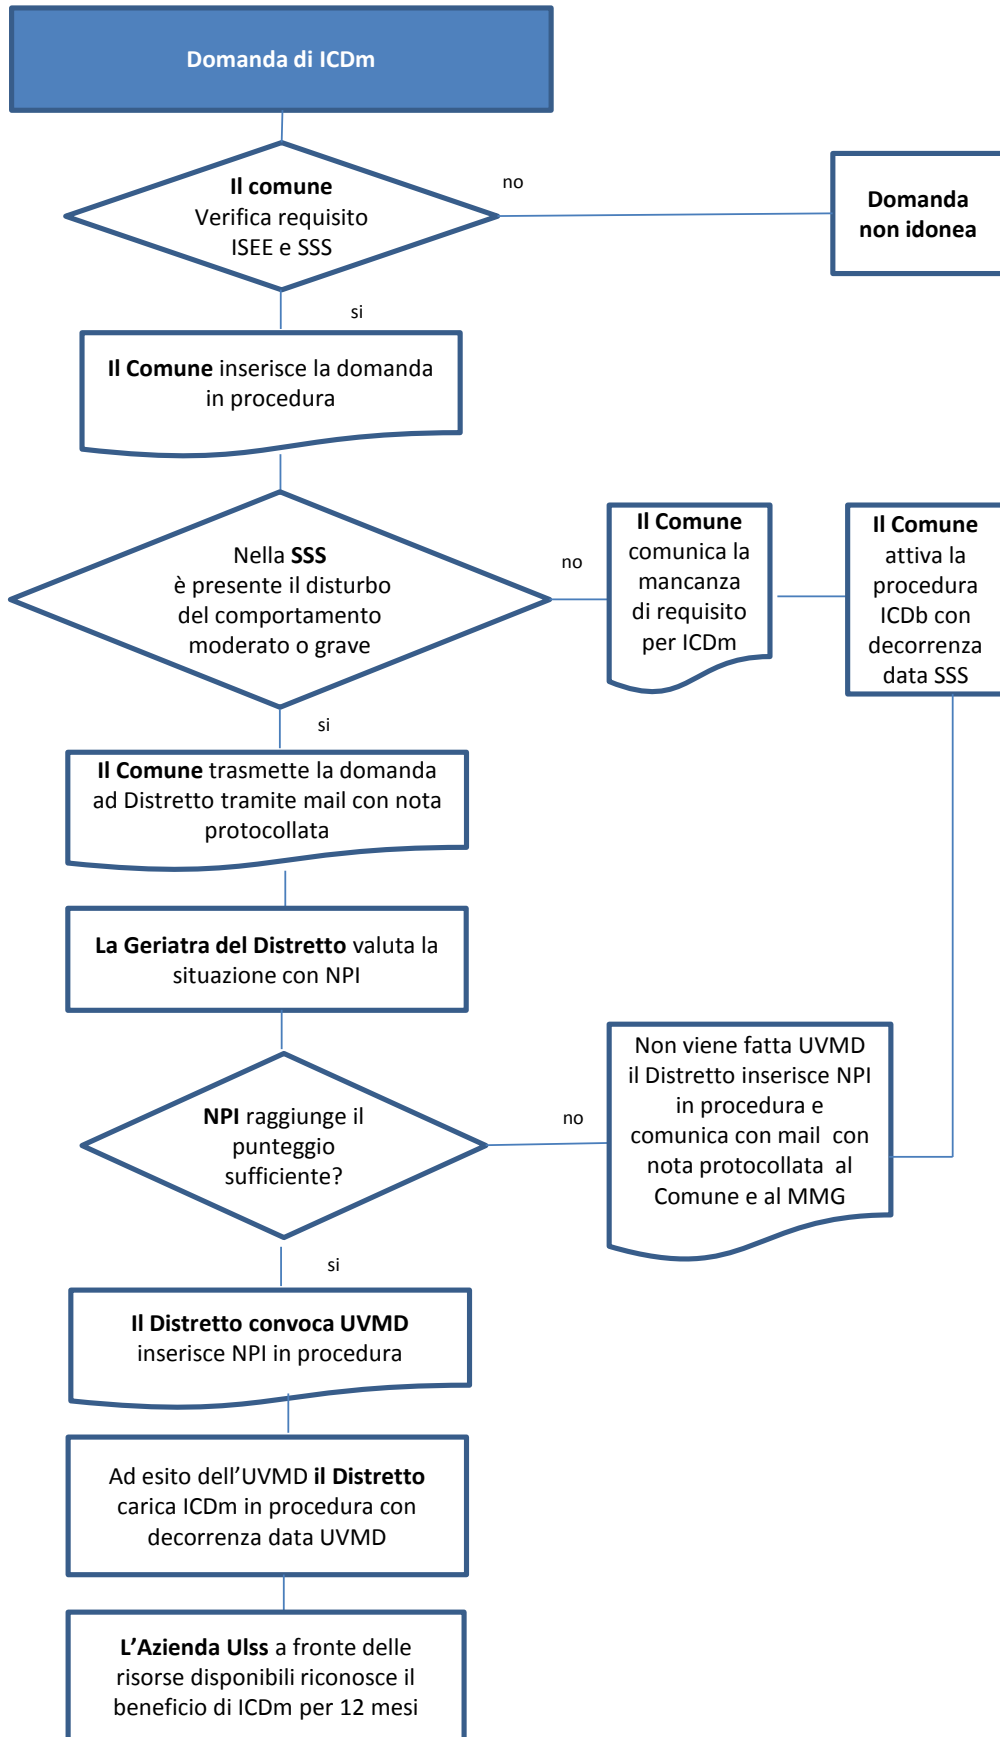 Domanda di ICDm
Il comune
Verifica requisito
ISEE e SSS
no
Domanda
non idonea
si
Il Comune inserisce la domanda
in procedura
Nella SSS
è presente il disturbo
del comportamento
moderato o grave
no
Il Comune
comunica la
mancanza
di requisito
per ICDm
Il Comune
attiva la
procedura
ICDb con
decorrenza
data SSS
si
Il Comune trasmette la domanda
ad Distretto tramite mail con nota
protocollata
La Geriatra del Distretto valuta la
situazione con NPI
NPI raggiunge il
punteggio
sufficiente?
no
Non viene fatta UVMD
il Distretto inserisce NPI
in procedura e
comunica con mail con
nota protocollata al
Comune e al MMG
si
Il Distretto convoca UVMD
inserisce NPI in procedura
Ad esito dell'UVMD il Distretto
carica ICDm in procedura con
decorrenza data UVMD
L'Azienda Ulss a fronte delle
risorse disponibili riconosce il
beneficio di ICDm per 12 mesi